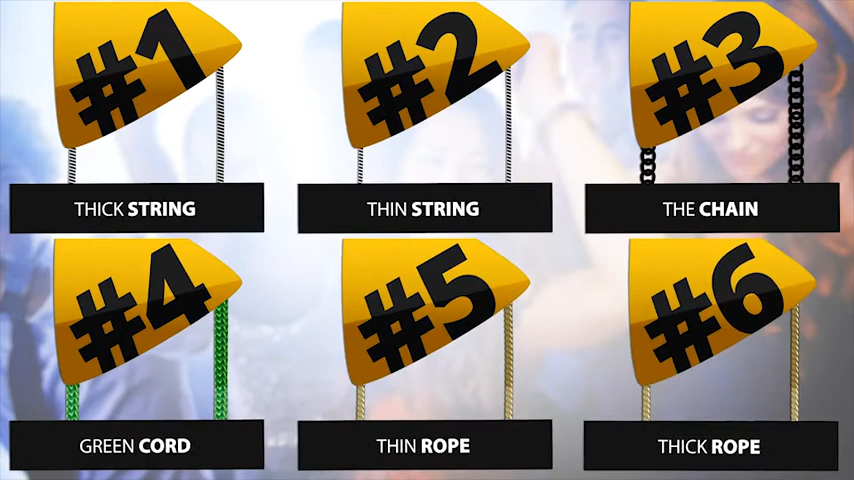 #1
#2
#3
THICK STRING
THIN STRING
THE CHAIN
#4
#5
#6
GREEN CORD
THIN ROPE
THICK ROPE